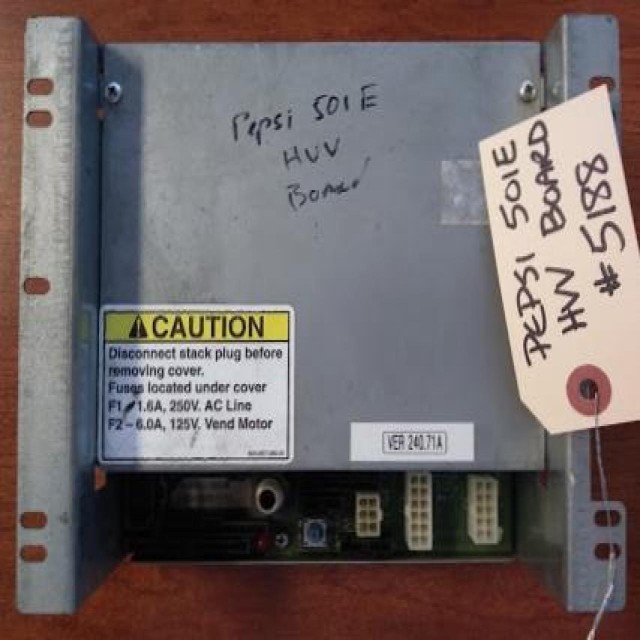 Pepsi 501E
HVV
Board
PEPSI 501E
HVV BOARD
#5188
CAUTION
Disconnect stack plug before
removing cover.
Fuses located under cover
F1 - 1.6A, 250V. AC Line
F2 - 6.0A, 125V. Vend Motor
VER 240.71A